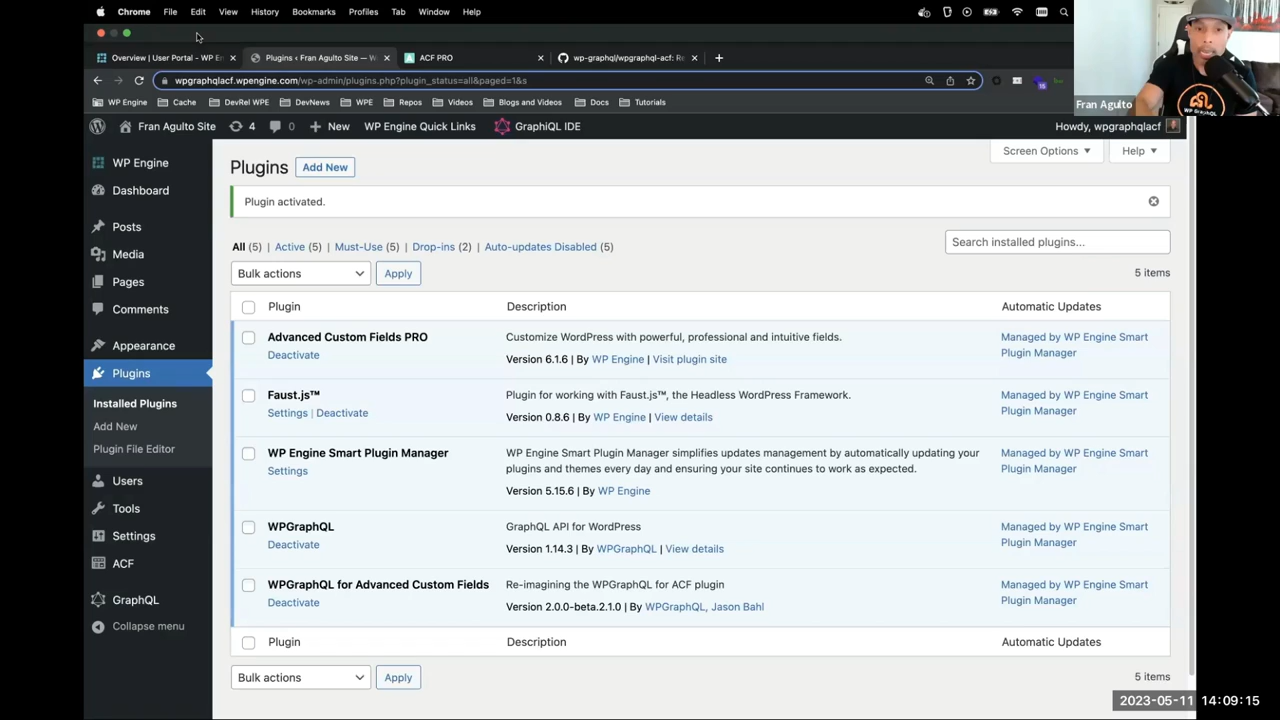 Chrome File Edit View History Bookmarks Profiles Tab Window Help
Overview | User Portal - WP En Plugins ‹ Fran Agulto Site — W ACF PRO wp-graphql/wpgraphql-acf: Re
wpgraphqlacf.wpengine.com/wp-admin/plugins.php?plugin_status=all&paged=1&s
WP Engine Cache DevRel WPE DevNews WPE Repos Videos Blogs and Videos Docs Tutorials
Fran Agulto
Fran Agulto Site 4 0 New WP Engine Quick Links GraphiQL IDE Howdy, wpgraphqlacf
WP Engine
Dashboard
Posts
Media
Pages
Comments
Appearance
Plugins
Installed Plugins
Add New
Plugin File Editor
Users
Tools
Settings
ACF
GraphQL
Collapse menu
Screen Options Help
Plugins Add New
Plugin activated.
All (5) | Active (5) | Must-Use (5) | Drop-ins (2) | Auto-updates Disabled (5)
Search installed plugins...
Bulk actions Apply 5 items
Plugin Description Automatic Updates
Advanced Custom Fields PRO Customize WordPress with powerful, professional and intuitive fields. Managed by WP Engine Smart
Deactivate Version 6.1.6 | By WP Engine | Visit plugin site Plugin Manager
Faust.js™ Plugin for working with Faust.js™, the Headless WordPress Framework. Managed by WP Engine Smart
Settings | Deactivate Version 0.8.6 | By WP Engine | View details Plugin Manager
WP Engine Smart Plugin Manager WP Engine Smart Plugin Manager simplifies updates management by automatically updating your Managed by WP Engine Smart
Settings plugins and themes every day and ensuring your site continues to work as expected. Plugin Manager
Version 5.15.6 | By WP Engine
WPGraphQL GraphQL API for WordPress Managed by WP Engine Smart
Deactivate Version 1.14.3 | By WPGraphQL | View details Plugin Manager
WPGraphQL for Advanced Custom Fields Re-imagining the WPGraphQL for ACF plugin Managed by WP Engine Smart
Deactivate Version 2.0.0-beta.2.1.0 | By WPGraphQL, Jason Bahl Plugin Manager
Plugin Description Automatic Updates
Bulk actions Apply 5 items
2023-05-11 14:09:15